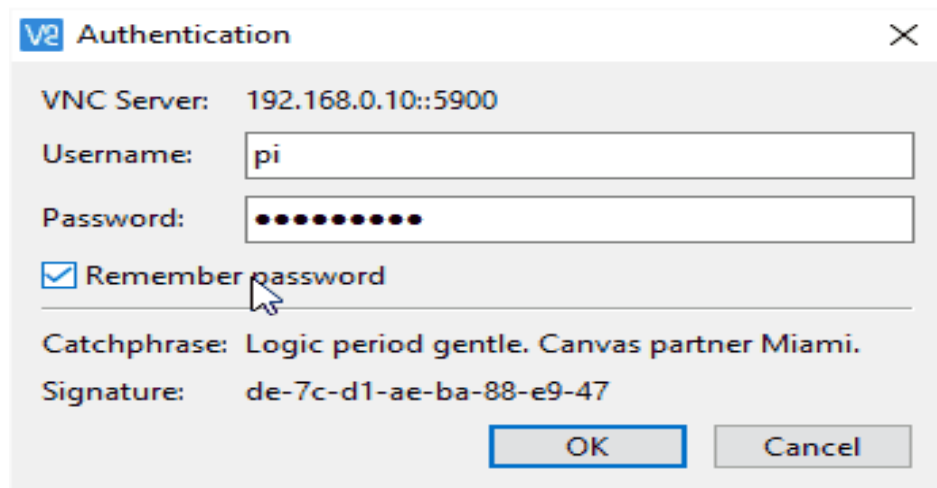 V2 Authentication
VNC Server: 192.168.0.10::5900
Username: pi
Password: •••••••••
Remember password
Catchphrase: Logic period gentle. Canvas partner Miami.
Signature: de-7c-d1-ae-ba-88-e9-47
OK Cancel